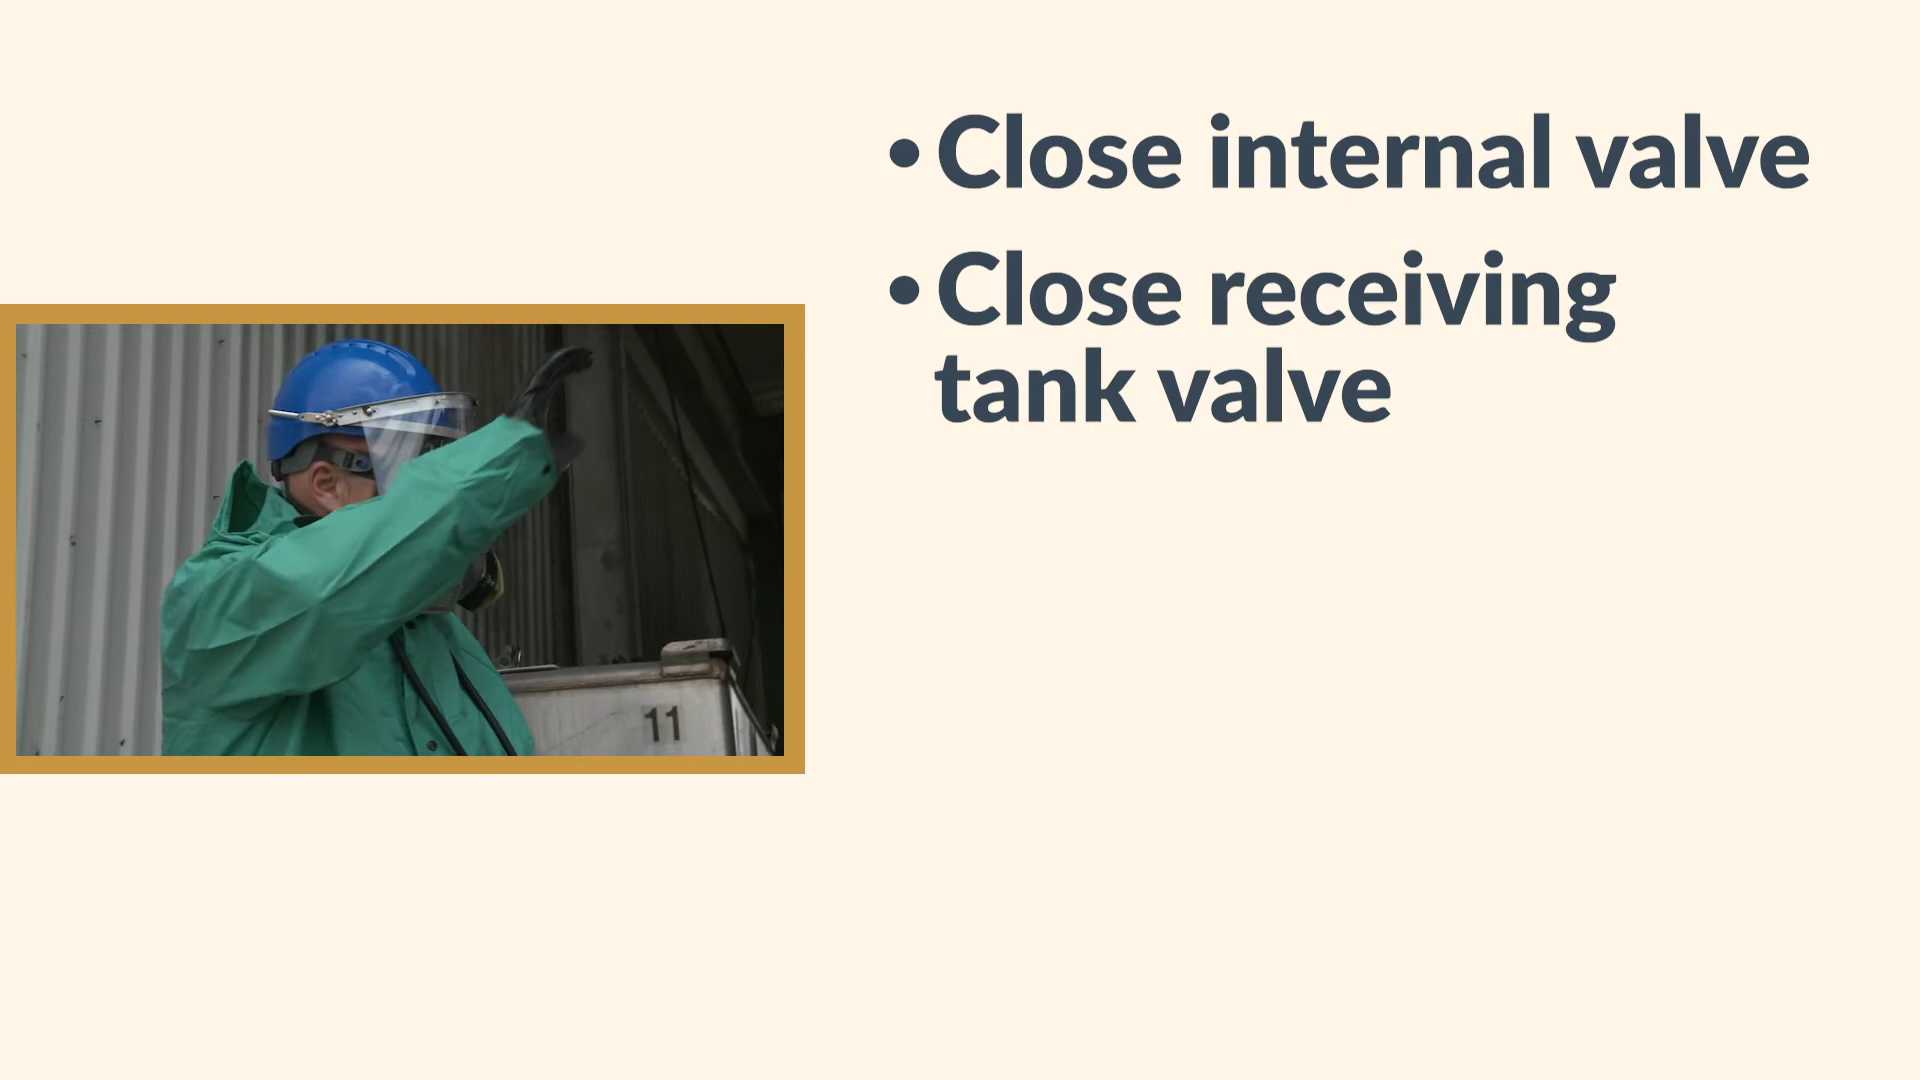 • Close internal valve
• Close receiving
tank valve
11